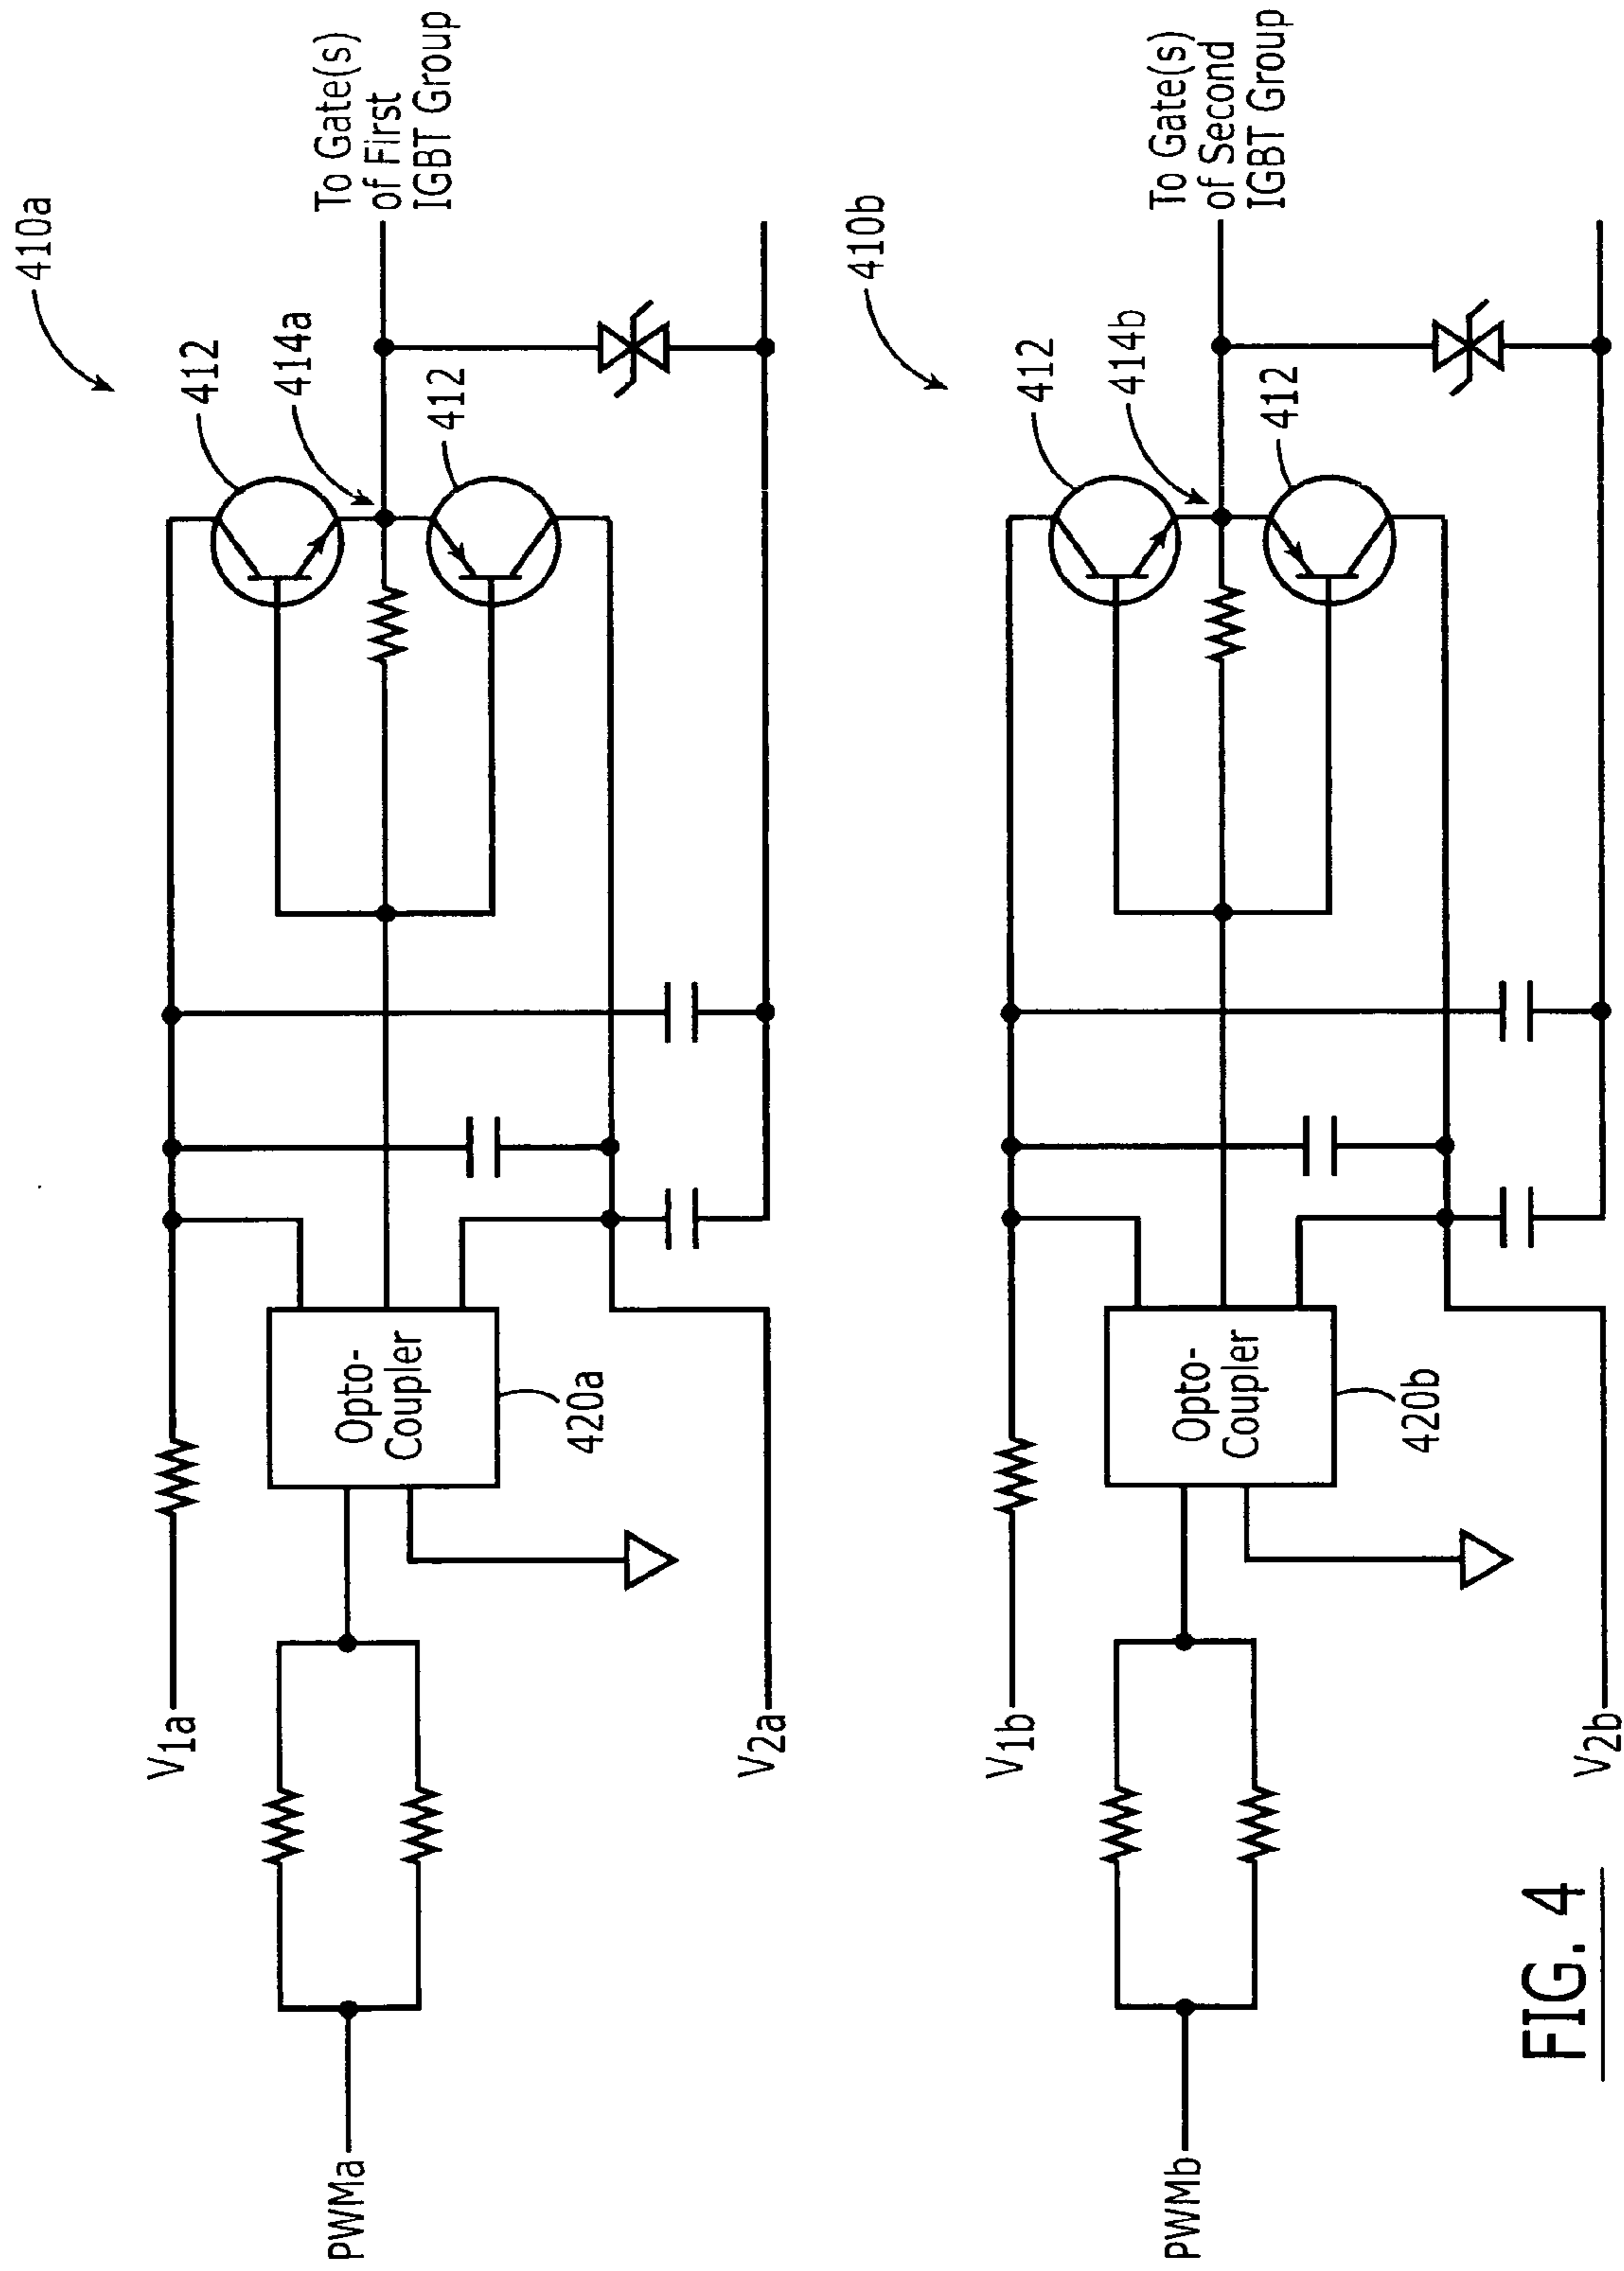 410a
412
414a
412
To Gate(s)
of First
IGBT Group
V1a
Opto-
Coupler
420a
PWMa
V2a
410b
412
414b
412
To Gate(s)
of Second
IGBT Group
V1b
Opto-
Coupler
420b
PWMb
V2b
FIG. 4